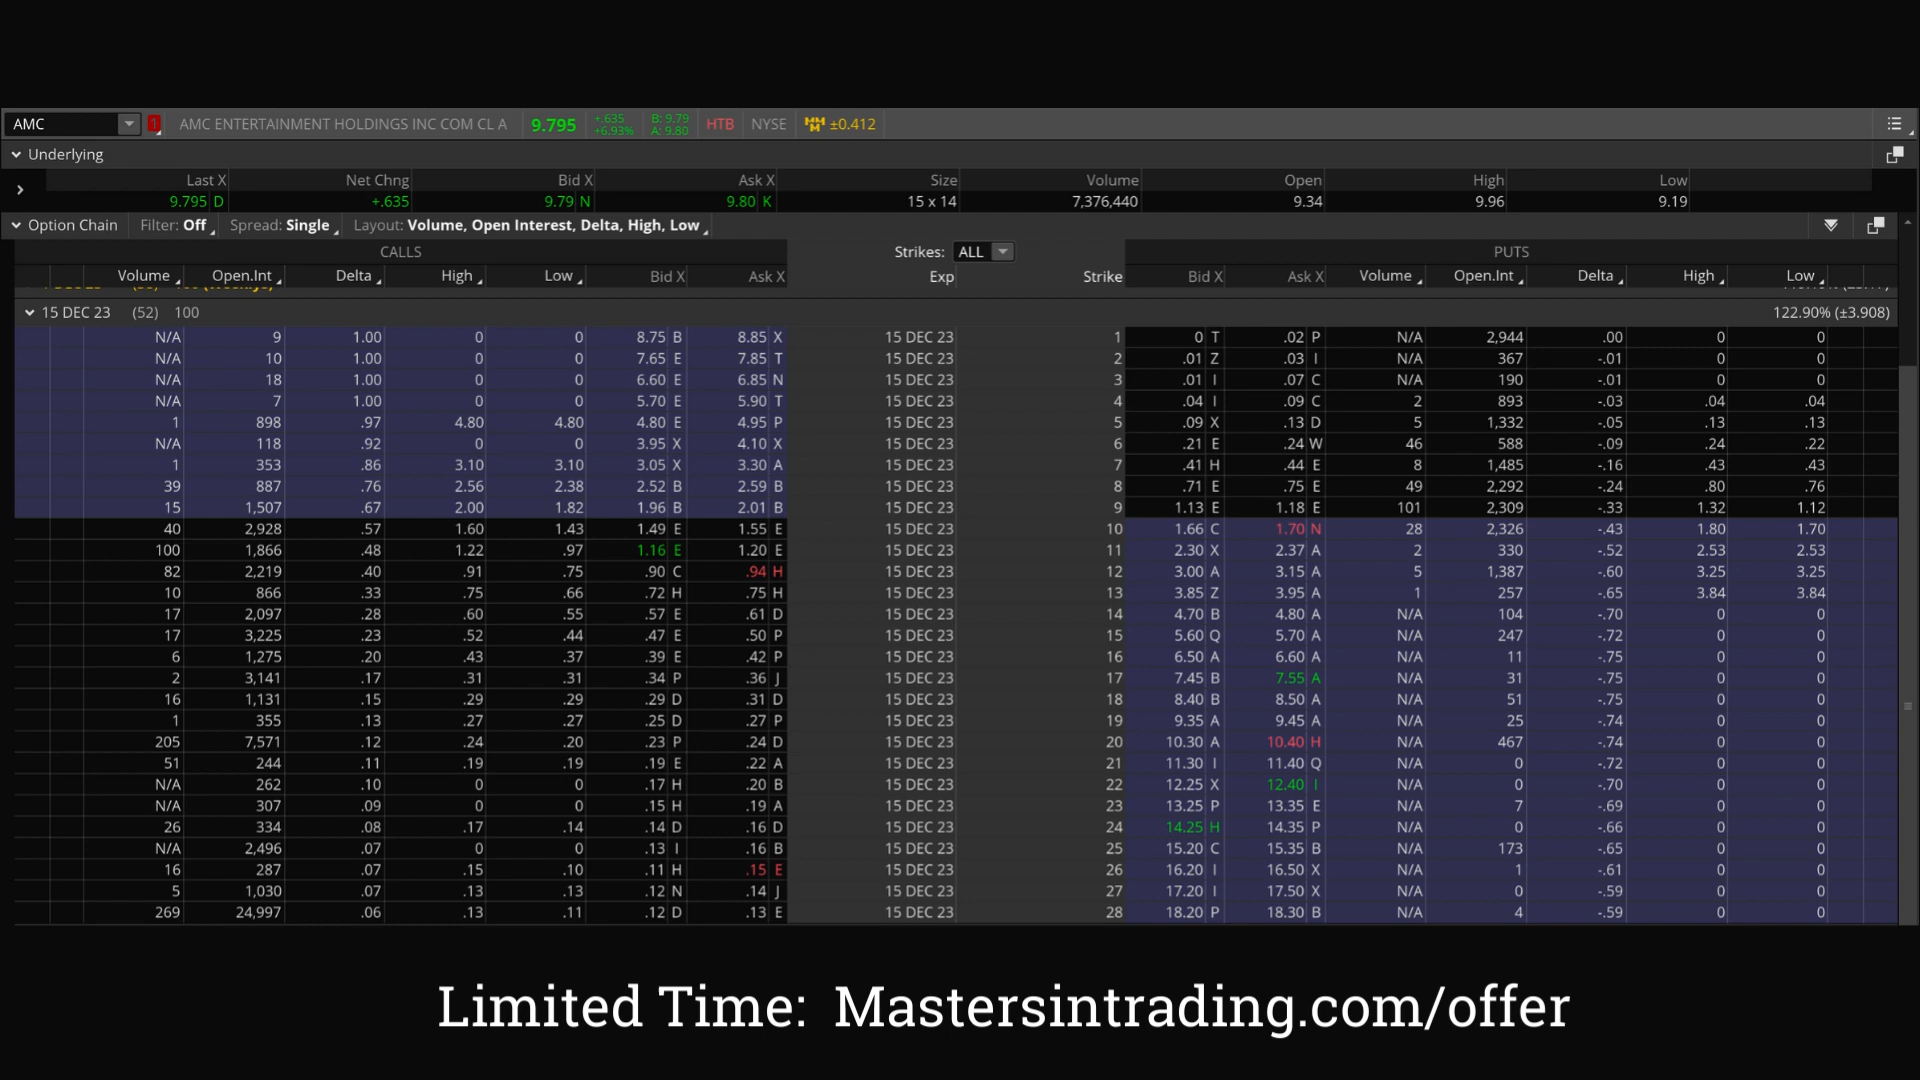 AMC 1 AMC ENTERTAINMENT HOLDINGS INC COM CL A 9.795 +.635 +6.93% B: 9.79 A: 9.80 HTB NYSE ±0.412
Underlying
Last X Net Chng Bid X Ask X Size Volume Open High Low
9.795 D +.635 9.79 N 9.80 K 15 x 14 7,376,440 9.34 9.96 9.19
Option Chain Filter: Off Spread: Single Layout: Volume, Open Interest, Delta, High, Low
CALLS Strikes: ALL PUTS
Volume Open.Int Delta High Low Bid X Ask X Exp Strike Bid X Ask X Volume Open.Int Delta High Low
15 DEC 23 (52) 100 122.90% (±3.908)
N/A 9 1.00 0 0 8.75 B 8.85 X 15 DEC 23 1 0 T .02 P N/A 2,944 .00 0 0
N/A 10 1.00 0 0 7.65 E 7.85 T 15 DEC 23 2 .01 Z .03 I N/A 367 -.01 0 0
N/A 18 1.00 0 0 6.60 E 6.85 N 15 DEC 23 3 .01 I .07 C N/A 190 -.01 0 0
N/A 7 1.00 0 0 5.70 E 5.90 T 15 DEC 23 4 .04 I .09 C 2 893 -.03 .04 .04
1 898 .97 4.80 4.80 4.80 E 4.95 P 15 DEC 23 5 .09 X .13 D 5 1,332 -.05 .13 .13
N/A 118 .92 0 0 3.95 X 4.10 X 15 DEC 23 6 .21 E .24 W 46 588 -.09 .24 .22
1 353 .86 3.10 3.10 3.05 X 3.30 A 15 DEC 23 7 .41 H .44 E 8 1,485 -.16 .43 .43
39 887 .76 2.56 2.38 2.52 B 2.59 B 15 DEC 23 8 .71 E .75 E 49 2,292 -.24 .80 .76
15 1,507 .67 2.00 1.82 1.96 B 2.01 B 15 DEC 23 9 1.13 E 1.18 E 101 2,309 -.33 1.32 1.12
40 2,928 .57 1.60 1.43 1.49 E 1.55 E 15 DEC 23 10 1.66 C 1.70 N 28 2,326 -.43 1.80 1.70
100 1,866 .48 1.22 .97 1.16 E 1.20 E 15 DEC 23 11 2.30 X 2.37 A 2 330 -.52 2.53 2.53
82 2,219 .40 .91 .75 .90 C .94 H 15 DEC 23 12 3.00 A 3.15 A 5 1,387 -.60 3.25 3.25
10 866 .33 .75 .66 .72 H .75 H 15 DEC 23 13 3.85 Z 3.95 A 1 257 -.65 3.84 3.84
17 2,097 .28 .60 .55 .57 E .61 D 15 DEC 23 14 4.70 B 4.80 A N/A 104 -.70 0 0
17 3,225 .23 .52 .44 .47 E .50 P 15 DEC 23 15 5.60 Q 5.70 A N/A 247 -.72 0 0
6 1,275 .20 .43 .37 .39 E .42 P 15 DEC 23 16 6.50 A 6.60 A N/A 11 -.75 0 0
2 3,141 .17 .31 .31 .34 P .36 J 15 DEC 23 17 7.45 B 7.55 A N/A 31 -.75 0 0
16 1,131 .15 .29 .29 .29 D .31 D 15 DEC 23 18 8.40 B 8.50 A N/A 51 -.75 0 0
1 355 .13 .27 .27 .25 D .27 P 15 DEC 23 19 9.35 A 9.45 A N/A 25 -.74 0 0
205 7,571 .12 .24 .20 .23 P .24 D 15 DEC 23 20 10.30 A 10.40 H N/A 467 -.74 0 0
51 244 .11 .19 .19 .19 E .22 A 15 DEC 23 21 11.30 I 11.40 Q N/A 0 -.72 0 0
N/A 262 .10 0 0 .17 H .20 B 15 DEC 23 22 12.25 X 12.40 I N/A 0 -.70 0 0
N/A 307 .09 0 0 .15 H .19 A 15 DEC 23 23 13.25 P 13.35 E N/A 7 -.69 0 0
26 334 .08 .17 .14 .14 D .16 D 15 DEC 23 24 14.25 H 14.35 P N/A 0 -.66 0 0
N/A 2,496 .07 0 0 .13 I .16 B 15 DEC 23 25 15.20 C 15.35 B N/A 173 -.65 0 0
16 287 .07 .15 .10 .11 H .15 E 15 DEC 23 26 16.20 I 16.50 X N/A 1 -.61 0 0
5 1,030 .07 .13 .13 .12 N .14 J 15 DEC 23 27 17.20 I 17.50 X N/A 0 -.59 0 0
269 24,997 .06 .13 .11 .12 D .13 E 15 DEC 23 28 18.20 P 18.30 B N/A 4 -.59 0 0
Limited Time: Mastersintrading.com/offer